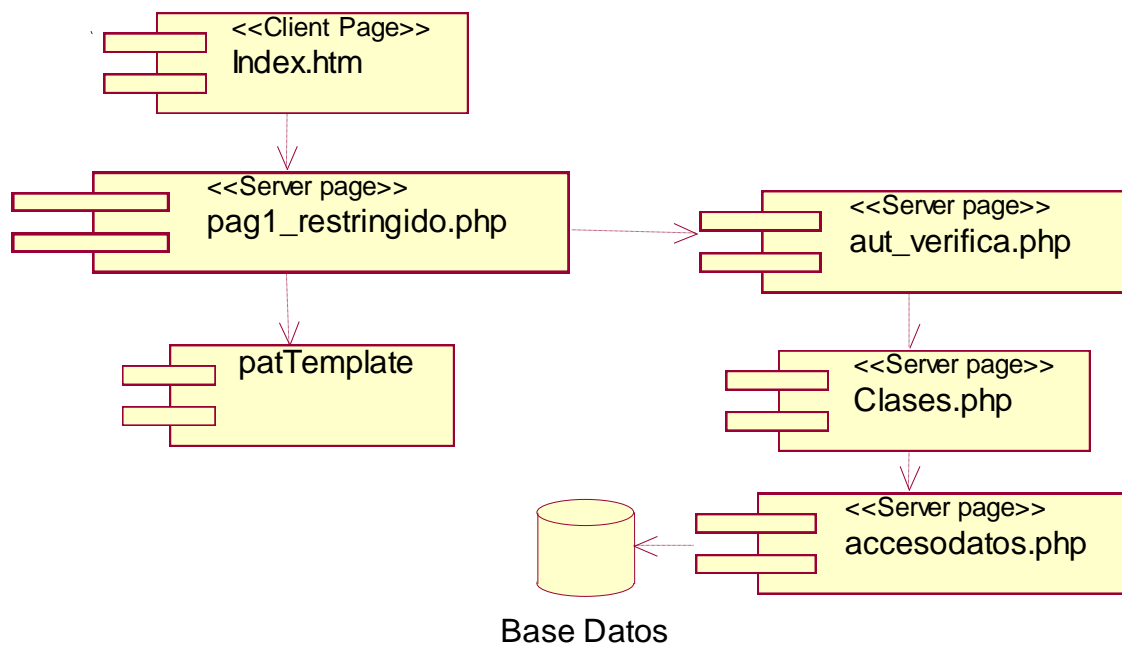 <<Client Page>>
Index.htm
<<Server page>>
pag1_restringido.php
<<Server page>>
aut_verifica.php
patTemplate
<<Server page>>
Clases.php
<<Server page>>
accesodatos.php
Base Datos